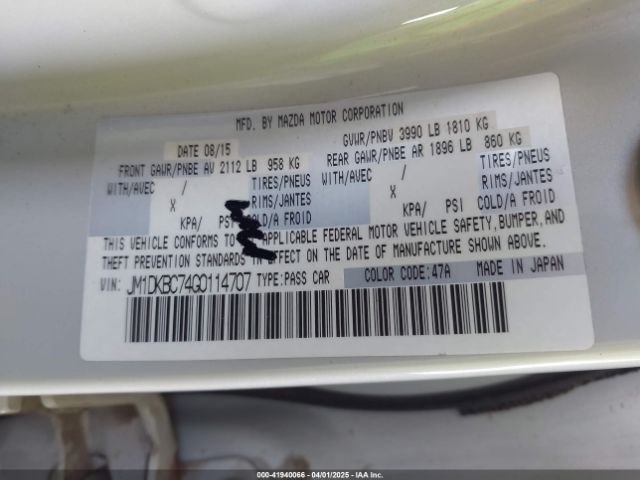 MFD. BY MAZDA MOTOR CORPORATION
DATE 08/15 GVWR/PNBV 3990 LB 1810 KG
FRONT GAWR/PNBE AV 2112 LB 958 KG REAR GAWR/PNBE AR 1896 LB 860 KG
WITH/AVEC / TIRES/PNEUS WITH/AVEC / TIRES/PNEUS
X RIMS/JANTES X RIMS/JANTES
KPA/ PSI COLD/A FROID KPA/ PSI COLD/A FROID
THIS VEHICLE CONFORMS TO APPLICABLE FEDERAL MOTOR VEHICLE SAFETY, BUMPER, AND
THEFT PREVENTION STANDARDS IN EFFECT ON THE DATE OF MANUFACTURE SHOWN ABOVE.
VIN: JM1DKBC74G0114707 TYPE:PASS CAR COLOR CODE:47A MADE IN JAPAN
000-41940066 - 04/01/2025 - IAA Inc.